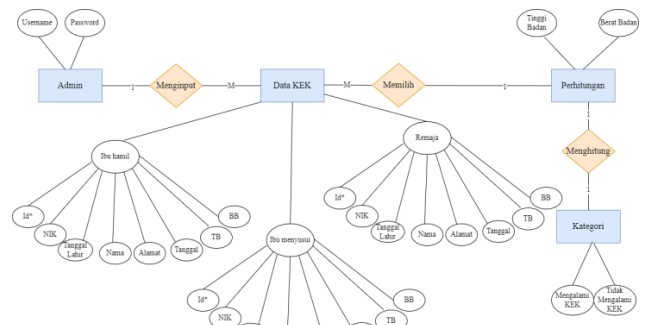 Username
Password
Tinggi
Badan
Berat Badan
Admin
1
Menginput
M
Data KEK
M
Memilih
1
Perhitungan
1
Menghitung
1
Kategori
Mengalami
KEK
Tidak
Mengalami
KEK
Ibu hamil
Id*
NIK
Tanggal
Lahir
Nama
Alamat
Tanggal
TB
BB
Remaja
Id*
NIK
Tanggal
Lahir
Nama
Alamat
Tanggal
TB
BB
Ibu menyusui
Id*
NIK
TB
BB